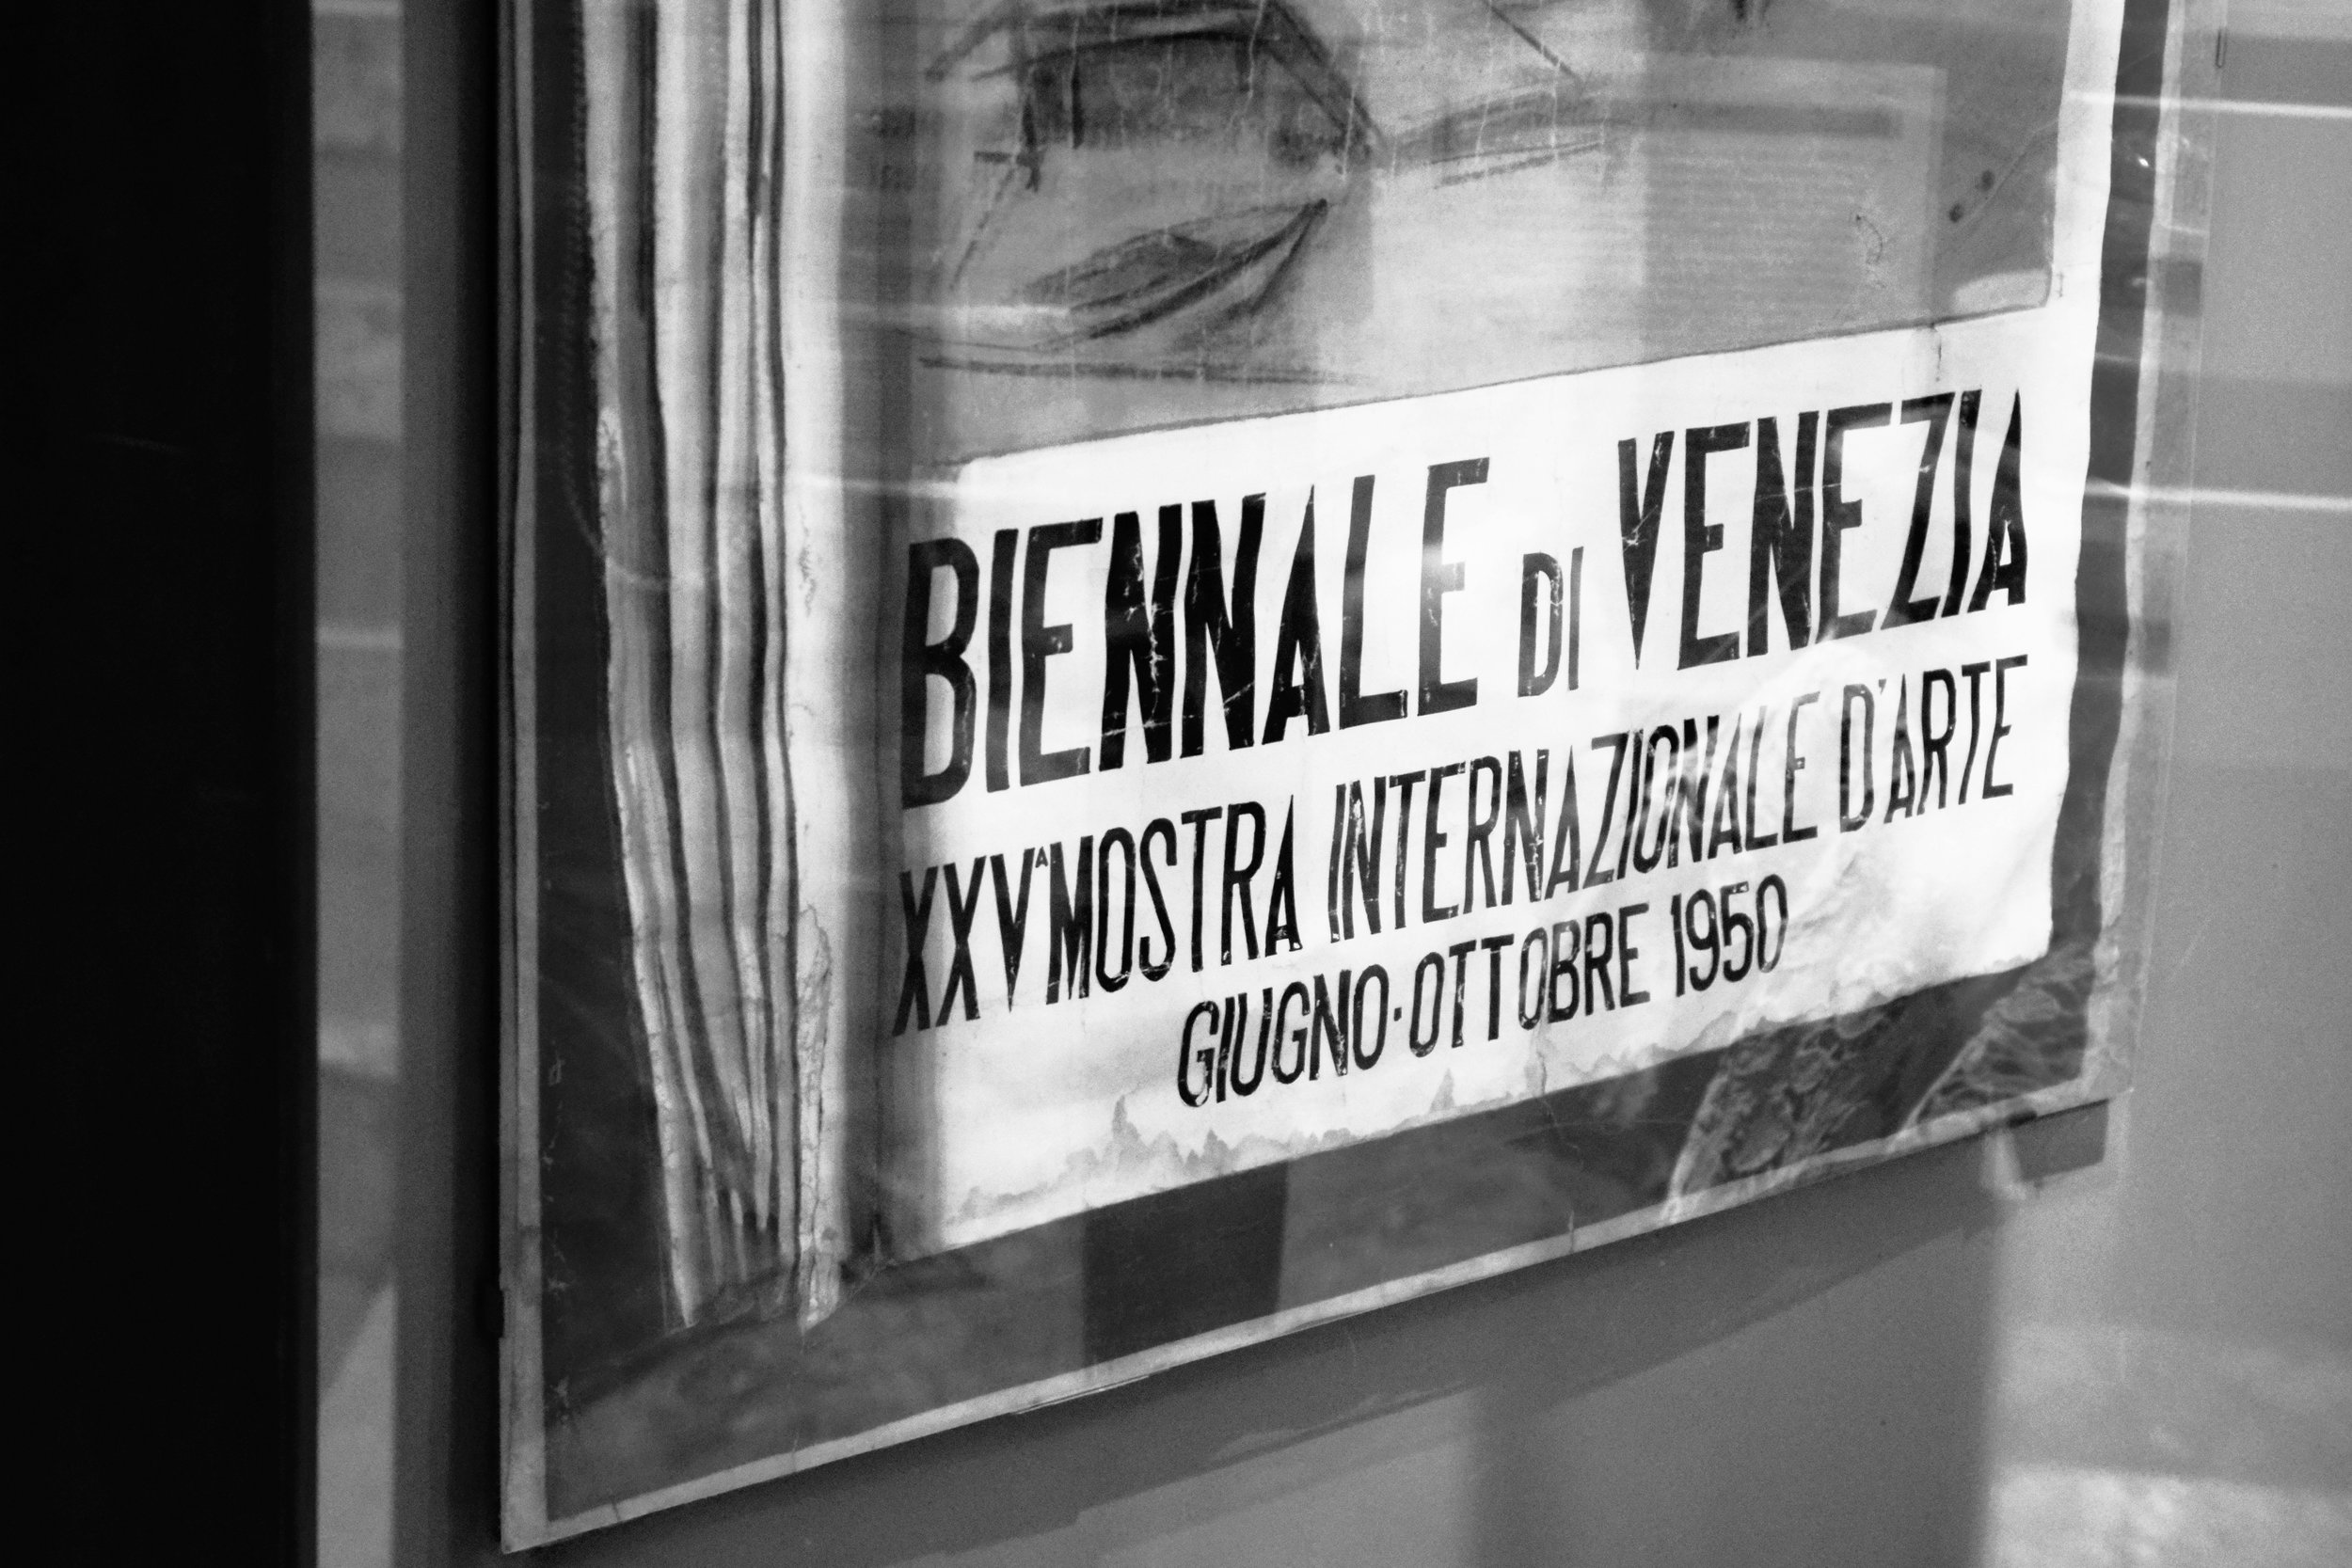 BIENNALE DI VENEZIA
XXVᴬ MOSTRA INTERNAZIONALE D'ARTE
GIUGNO·OTTOBRE 1950